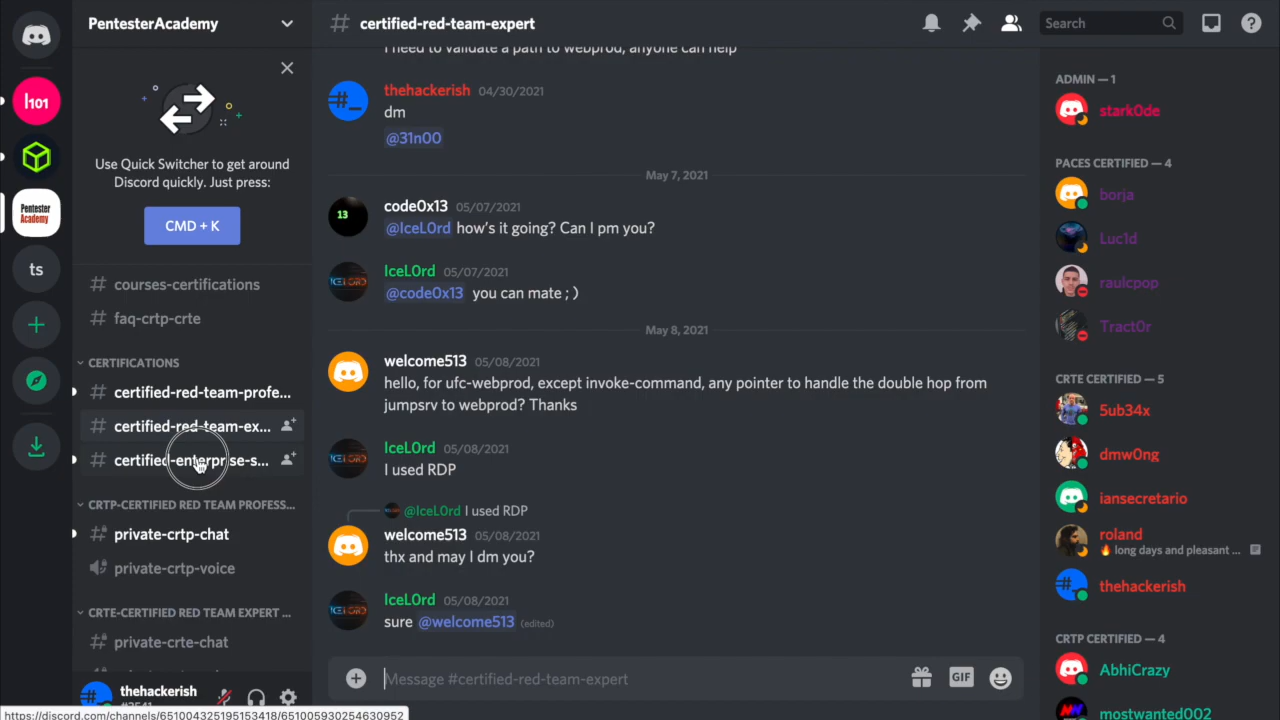 PentesterAcademy
certified-red-team-expert
Search
Use Quick Switcher to get around
Discord quickly. Just press:
CMD + K
l101
Pentester
Academy
ts
courses-certifications
faq-crtp-crte
CERTIFICATIONS
certified-red-team-profe...
certified-red-team-ex...
certified-enterprise-s...
CRTP-CERTIFIED RED TEAM PROFESS...
private-crtp-chat
private-crtp-voice
CRTE-CERTIFIED RED TEAM EXPERT ...
private-crte-chat
thehackerish
https://discord.com/channels/651004325195153418/651005930254630952
I need to validate a path to webprod, anyone can help
#_
thehackerish 04/30/2021
dm
@31n00
May 7, 2021
13
code0x13 05/07/2021
@IceL0rd how's it going? Can I pm you?
ICEL0RD
IceL0rd 05/07/2021
@code0x13 you can mate ; )
May 8, 2021
welcome513 05/08/2021
hello, for ufc-webprod, except invoke-command, any pointer to handle the double hop from
jumpsrv to webprod? Thanks
ICEL0RD
IceL0rd 05/08/2021
I used RDP
@IceL0rd I used RDP
welcome513 05/08/2021
thx and may I dm you?
ICEL0RD
IceL0rd 05/08/2021
sure @welcome513 (edited)
Message #certified-red-team-expert
GIF
ADMIN — 1
stark0de
PACES CERTIFIED — 4
borja
Luc1d
raulcpop
Tract0r
CRTE CERTIFIED — 5
5ub34x
dmw0ng
iansecretario
roland
🔥 long days and pleasant ...
#_
thehackerish
CRTP CERTIFIED — 4
AbhiCrazy
mostwanted002